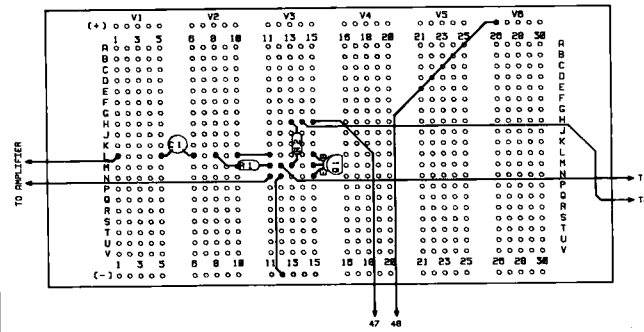 V1 V2 V3 V4 V5 V6
(+)
1 3 5 6 8 10 11 13 15 16 18 20 21 23 25 26 28 30
A A
B B
C C
D D
E E
F F
G G
H H
J J
K K
L L
M M
N N
P P
Q Q
R R
S S
T T
U U
V V
C1
R1
TO AMPLIFIER
T
T
1 3 5 6 8 10 11 13 15 16 18 20 21 23 25 26 28 30
(-)
47 48